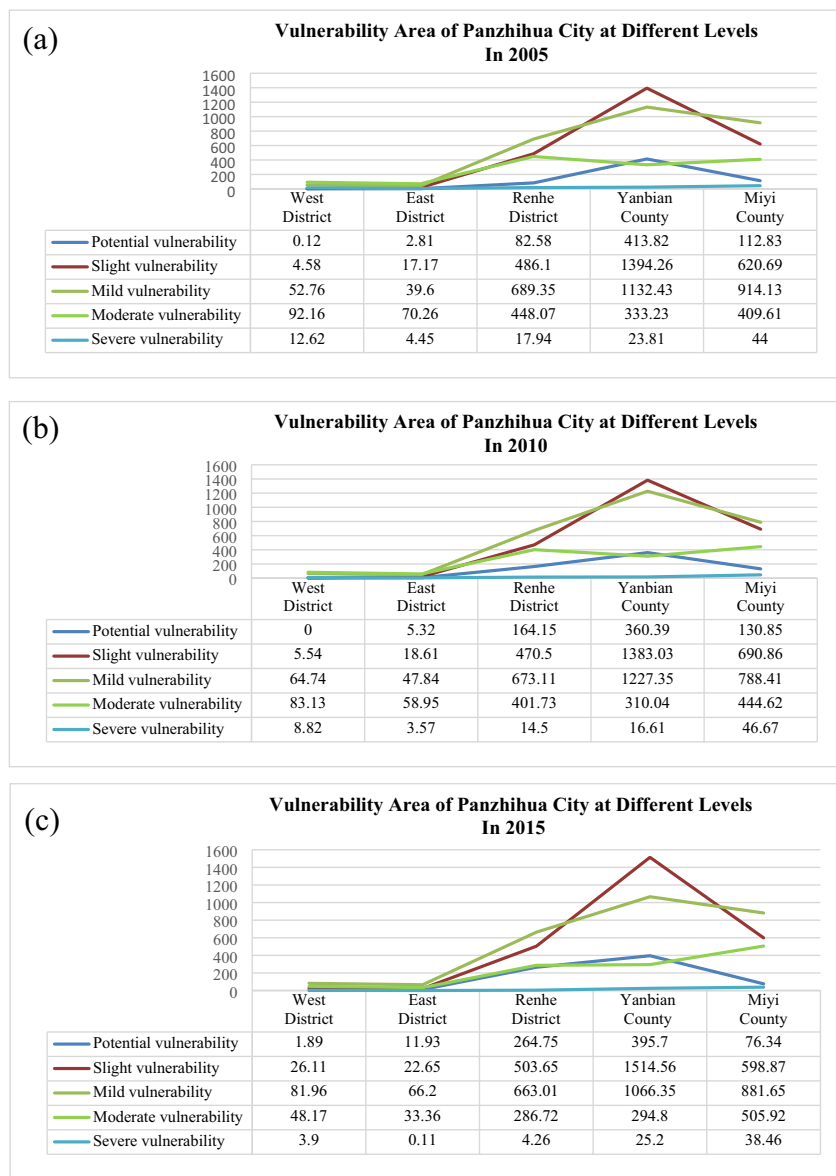 (a)
Vulnerability Area of Panzhihua City at Different Levels
In 2005
1600
1400
1200
1000
800
600
400
200
0
West District East District Renhe District Yanbian County Miyi County
Potential vulnerability 0.12 2.81 82.58 413.82 112.83
Slight vulnerability 4.58 17.17 486.1 1394.26 620.69
Mild vulnerability 52.76 39.6 689.35 1132.43 914.13
Moderate vulnerability 92.16 70.26 448.07 333.23 409.61
Severe vulnerability 12.62 4.45 17.94 23.81 44
(b)
Vulnerability Area of Panzhihua City at Different Levels
In 2010
1600
1400
1200
1000
800
600
400
200
0
West District East District Renhe District Yanbian County Miyi County
Potential vulnerability 0 5.32 164.15 360.39 130.85
Slight vulnerability 5.54 18.61 470.5 1383.03 690.86
Mild vulnerability 64.74 47.84 673.11 1227.35 788.41
Moderate vulnerability 83.13 58.95 401.73 310.04 444.62
Severe vulnerability 8.82 3.57 14.5 16.61 46.67
(c)
Vulnerability Area of Panzhihua City at Different Levels
In 2015
1600
1400
1200
1000
800
600
400
200
0
West District East District Renhe District Yanbian County Miyi County
Potential vulnerability 1.89 11.93 264.75 395.7 76.34
Slight vulnerability 26.11 22.65 503.65 1514.56 598.87
Mild vulnerability 81.96 66.2 663.01 1066.35 881.65
Moderate vulnerability 48.17 33.36 286.72 294.8 505.92
Severe vulnerability 3.9 0.11 4.26 25.2 38.46